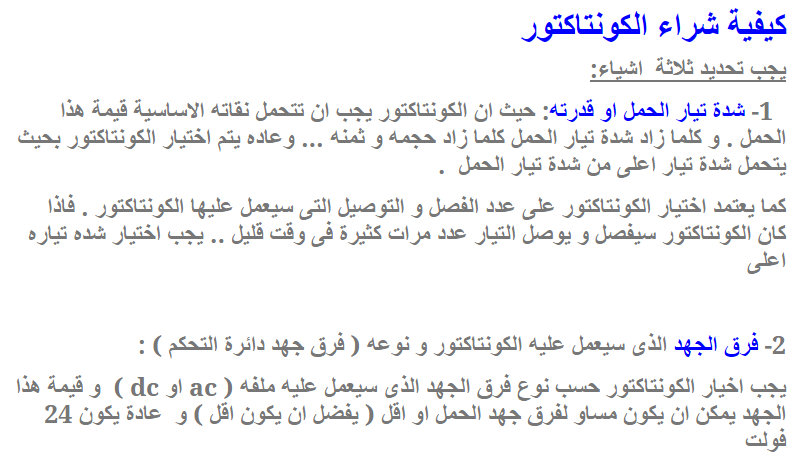 كيفية شراء الكونتاكتور
يجب تحديد ثلاثة اشياء:
1- شدة تيار الحمل او قدرته: حيث ان الكونتاكتور يجب ان تتحمل نقاته الاساسية قيمة هذا
الحمل . و كلما زاد شدة تيار الحمل كلما زاد حجمه و ثمنه ... وعاده يتم اختيار الكونتاكتور بحيث
يتحمل شدة تيار اعلى من شدة تيار الحمل .
كما يعتمد اختيار الكونتاكتور على عدد الفصل و التوصيل التى سيعمل عليها الكونتاكتور . فاذا
كان الكونتاكتور سيفصل و يوصل التيار عدد مرات كثيرة فى وقت قليل .. يجب اختيار شده تياره
اعلى
2- فرق الجهد الذى سيعمل عليه الكونتاكتور و نوعه ( فرق جهد دائرة التحكم ) :
يجب اخيار الكونتاكتور حسب نوع فرق الجهد الذى سيعمل عليه ملفه ( ac او dc ) و قيمة هذا
الجهد يمكن ان يكون مساو لفرق جهد الحمل او اقل ( يفضل ان يكون اقل ) و عادة يكون 24
فولت